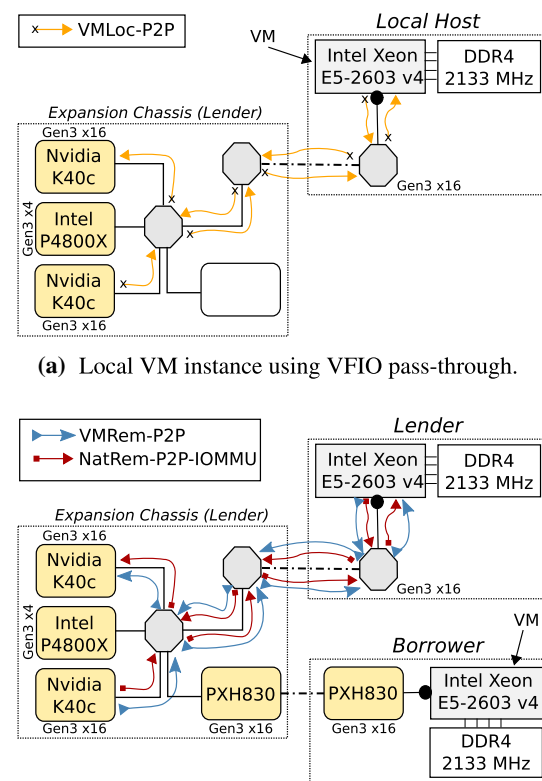 VMLoc-P2P
Local Host
VM
Intel Xeon
E5-2603 v4
DDR4
2133 MHz
Expansion Chassis (Lender)
Gen3 x16
Nvidia
K40c
Gen3 x4
Intel
P4800X
Nvidia
K40c
Gen3 x16
Gen3 x16
(a) Local VM instance using VFIO pass-through.
VMRem-P2P
NatRem-P2P-IOMMU
Lender
Intel Xeon
E5-2603 v4
DDR4
2133 MHz
Expansion Chassis (Lender)
Gen3 x16
Nvidia
K40c
Gen3 x4
Intel
P4800X
Nvidia
K40c
Gen3 x16
Gen3 x16
PXH830
Gen3 x16
Borrower
VM
PXH830
Gen3 x16
Intel Xeon
E5-2603 v4
DDR4
2133 MHz